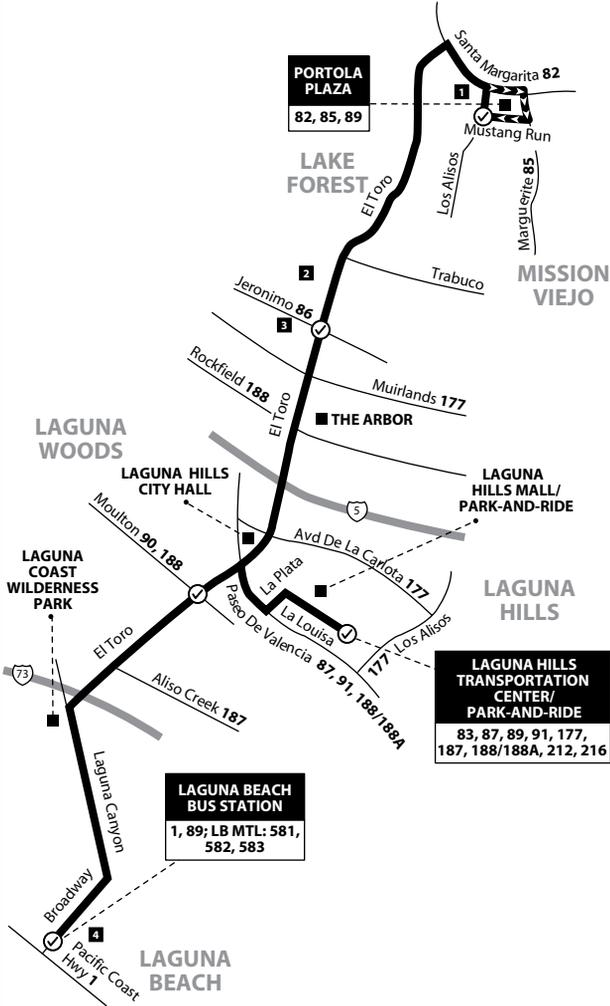 Santa Margarita 82
PORTOLA
PLAZA
82, 85, 89
1
Mustang Run
LAKE
FOREST
El Toro
Los Alisos
Marguerite 85
MISSION
VIEJO
Trabuco
2
Jeronimo 86
3
Rockfield 188
Muirlands 177
El Toro
THE ARBOR
LAGUNA
WOODS
LAGUNA HILLS
CITY HALL
5
LAGUNA
HILLS MALL/
PARK-AND-RIDE
Moulton 90, 188
Avd De La Carlota 177
LAGUNA
COAST
WILDERNESS
PARK
La Plata
La Louisa
LAGUNA
HILLS
Paseo De Valencia 87, 91, 188/188A
177 Los Alisos
El Toro
73
Aliso Creek 187
LAGUNA HILLS
TRANSPORTATION
CENTER/
PARK-AND-RIDE
83, 87, 89, 91, 177,
187, 188/188A, 212, 216
Laguna Canyon
LAGUNA BEACH
BUS STATION
1, 89; LB MTL: 581,
582, 583
Broadway
4
Pacific Coast
Hwy 1
LAGUNA
BEACH